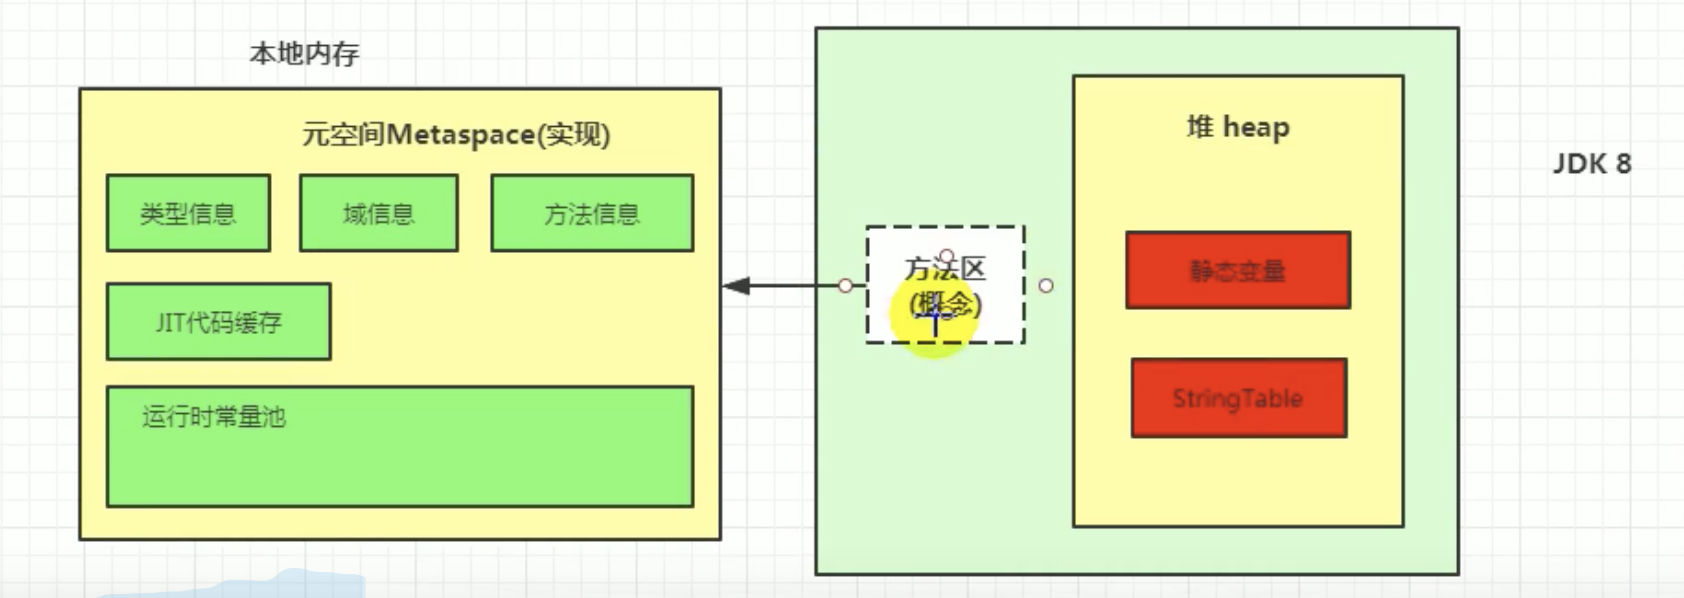 本地内存
元空间Metaspace(实现)
类型信息
域信息
方法信息
JIT代码缓存
运行时常量池
方法区
(概念)
堆 heap
静态变量
StringTable
JDK 8